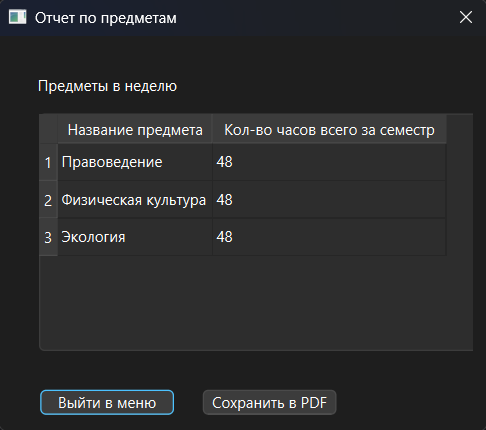 Отчет по предметам
Предметы в неделю
Название предмета Кол-во часов всего за семестр
1 Правоведение 48
2 Физическая культура 48
3 Экология 48
Выйти в меню Сохранить в PDF